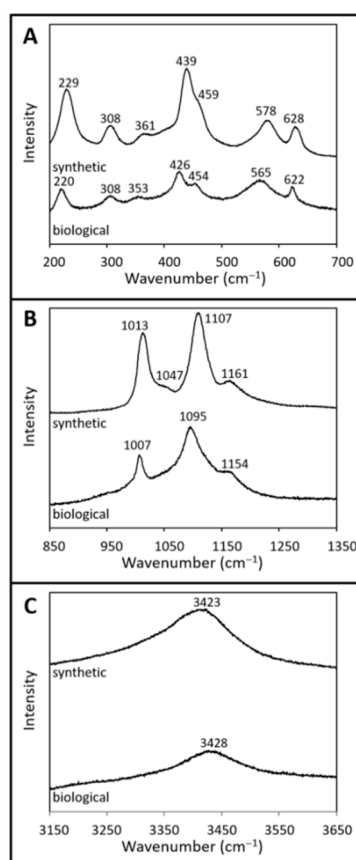 A
439
229
459
578
628
308
361
synthetic
426
220
308
353
454
565
622
biological
200 300 400 500 600 700
Wavenumber (cm⁻¹)
Intensity
B
1107
1013
1047
1161
synthetic
1095
1007
1154
biological
850 950 1050 1150 1250 1350
Wavenumber (cm⁻¹)
Intensity
C
3423
synthetic
3428
biological
3150 3250 3350 3450 3550 3650
Wavenumber (cm⁻¹)
Intensity